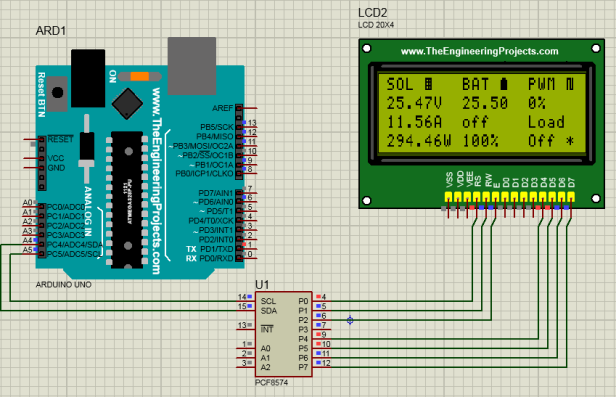 LCD2
LCD 20X4
www.TheEngineeringProjects.com
SOL BAT PWM
25.47V 25.50 0%
11.56A off Load
294.46W 100% Off *
VSS
VDD
VEE
RS
RW
E
D0
D1
D2
D3
D4
D5
D6
D7
ARD1
ON
Reset BTN
www.TheEngineeringProjects.com
ANALOG IN
ATMEGA328P-PU
1121
RESET
VCC
GND
A0 PC0/ADC0
A1 PC1/ADC1
A2 PC2/ADC2
A3 PC3/ADC3
A4 PC4/ADC4/SDA
A5 PC5/ADC5/SCL
AREF
PB5/SCK 13
PB4/MISO 12
~PB3/MOSI/OC2A 11
~PB2/SS/OC1B 10
~PB1/OC1A 9
PB0/ICP1/CLKO 8
PD7/AIN1 7
~PD6/AIN0 6
~PD5/T1 5
PD4/T0/XCK 4
~PD3/INT1 3
PD2/INT0 2
TX PD1/TXD 1
RX PD0/RXD 0
ARDUINO UNO
U1
14 SCL P0 4
15 SDA P1 5
P2 6
13 INT P3 7
P4 9
1 A0 P5 10
2 A1 P6 11
3 A2 P7 12
PCF8574